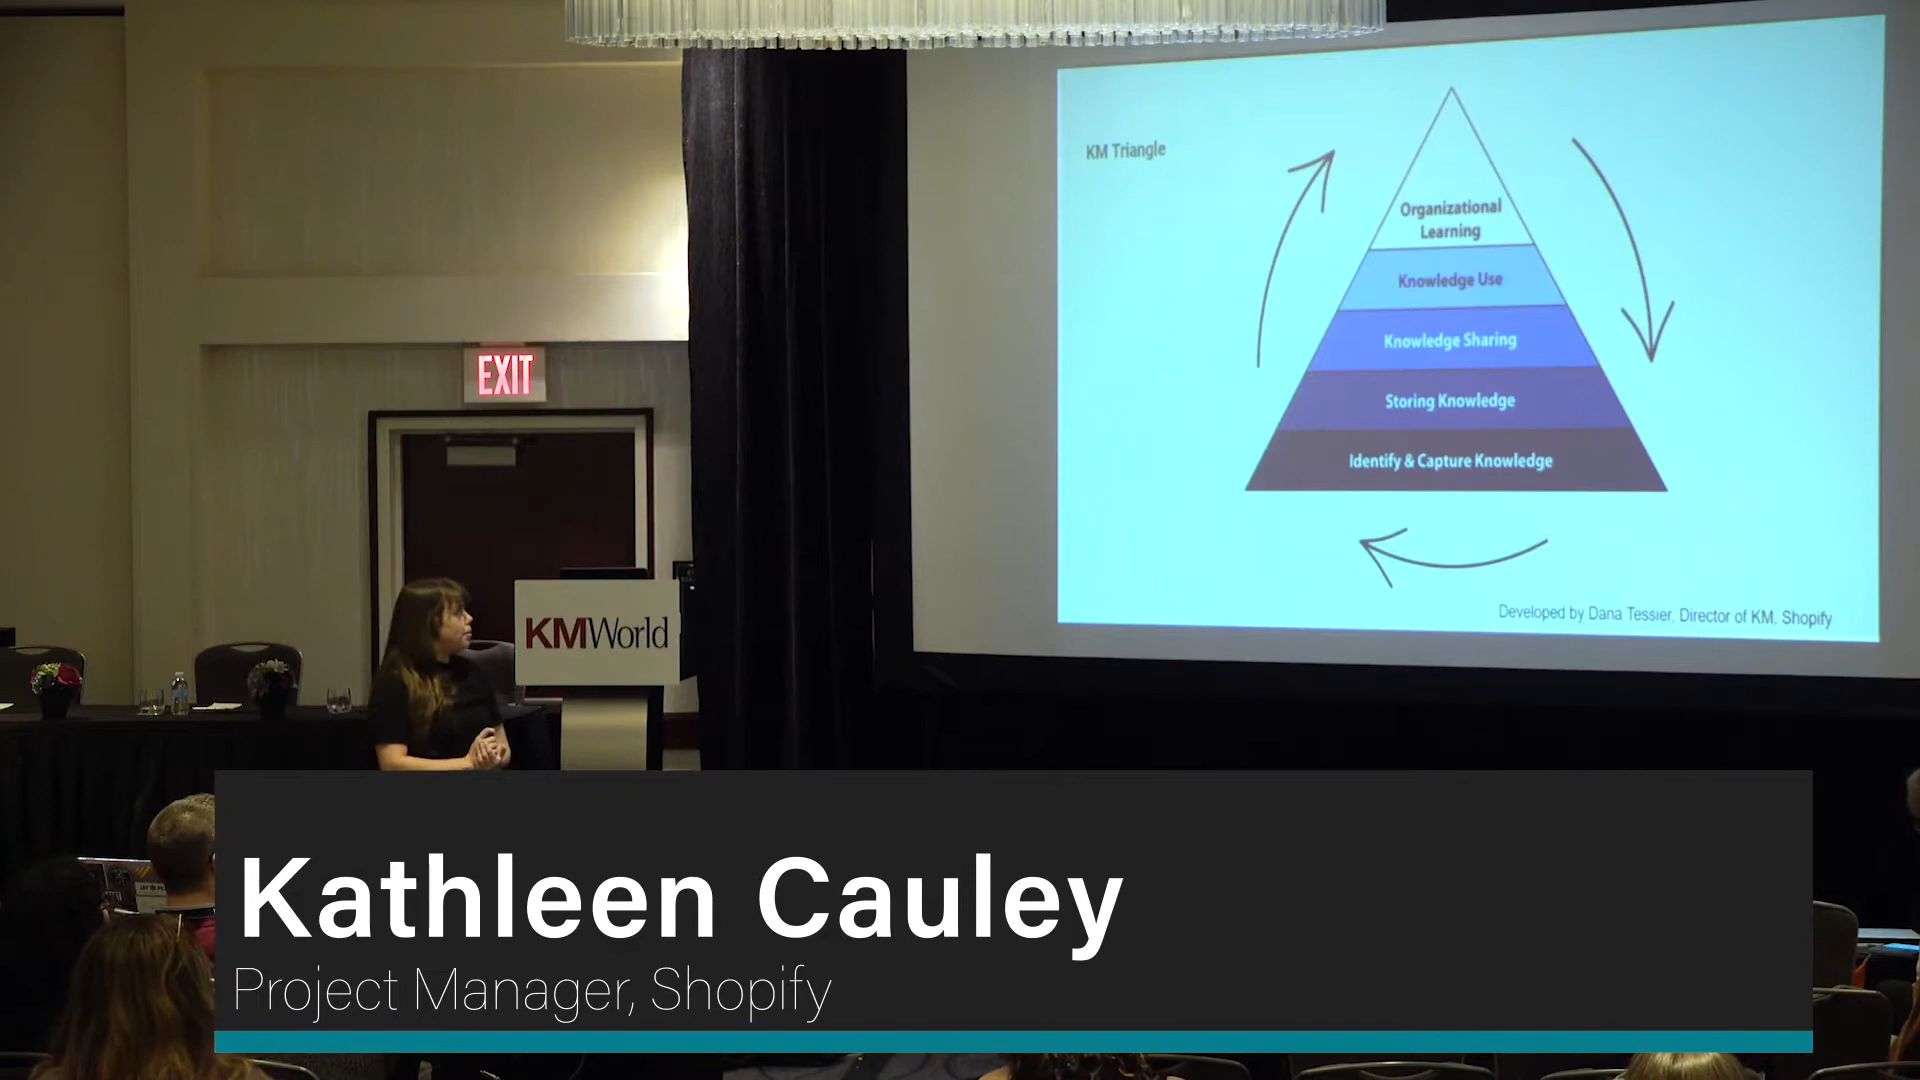 KM Triangle
Organizational
Learning
Knowledge Use
Knowledge Sharing
Storing Knowledge
Identify & Capture Knowledge
Developed by Dana Tessier, Director of KM, Shopify
EXIT
KMWorld
Kathleen Cauley
Project Manager, Shopify